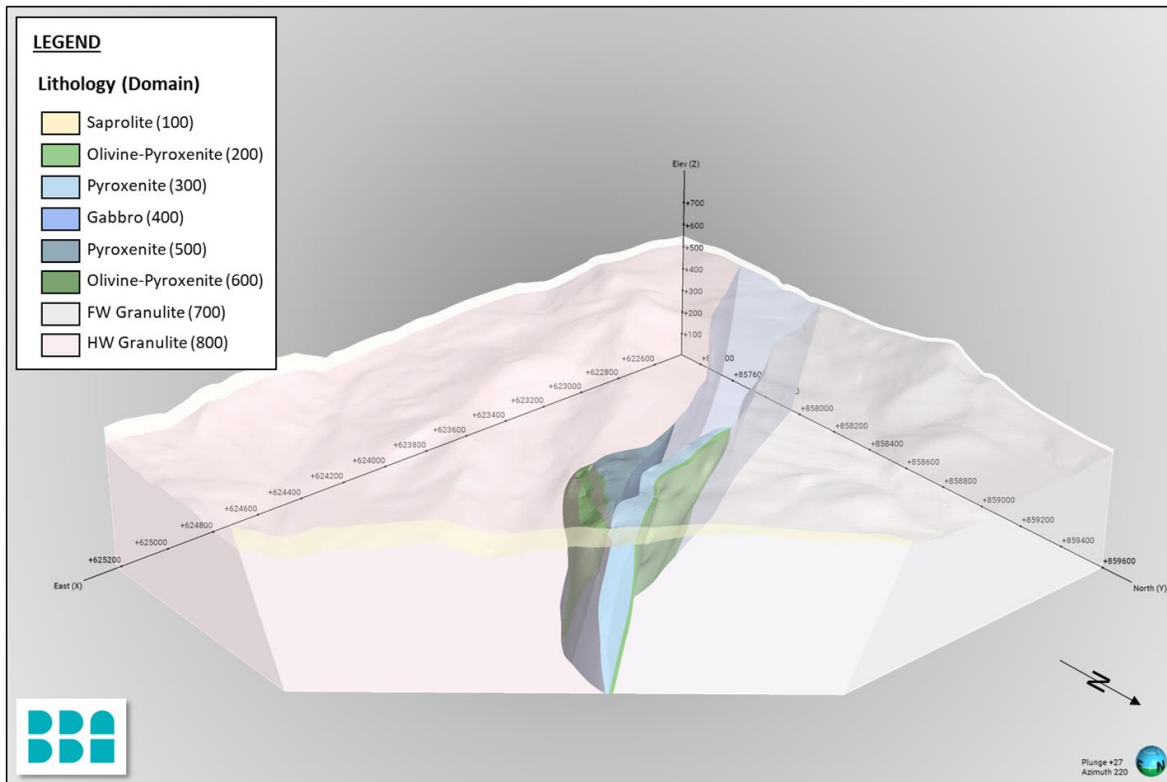 LEGEND
Lithology (Domain)
Saprolite (100)
Olivine-Pyroxenite (200)
Pyroxenite (300)
Gabbro (400)
Pyroxenite (500)
Olivine-Pyroxenite (600)
FW Granulite (700)
HW Granulite (800)
Elev (Z)
+700
+600
+500
+400
+300
+200
+100
+622600
+622800
+623000
+623200
+623400
+623600
+623800
+624000
+624200
+624400
+624600
+624800
+625000
+625200
East (X)
+857600
+858000
+858200
+858400
+858600
+858800
+859000
+859200
+859400
+859600
North (Y)
N
BBA
Plunge +27
Azimuth 220